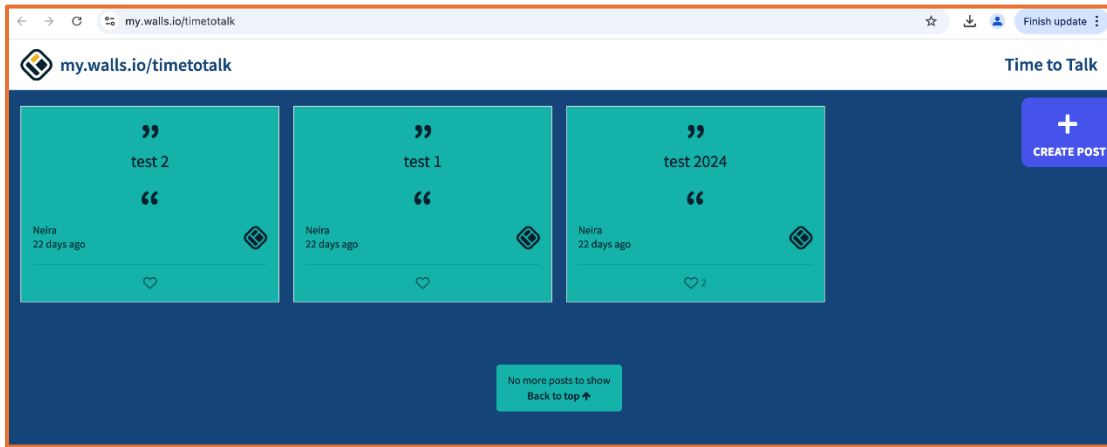 my.walls.io/timetotalk
Finish update
my.walls.io/timetotalk
Time to Talk
CREATE POST
”
test 2
“
Neira
22 days ago
”
test 1
“
Neira
22 days ago
”
test 2024
“
Neira
22 days ago
2
No more posts to show
Back to top ↑